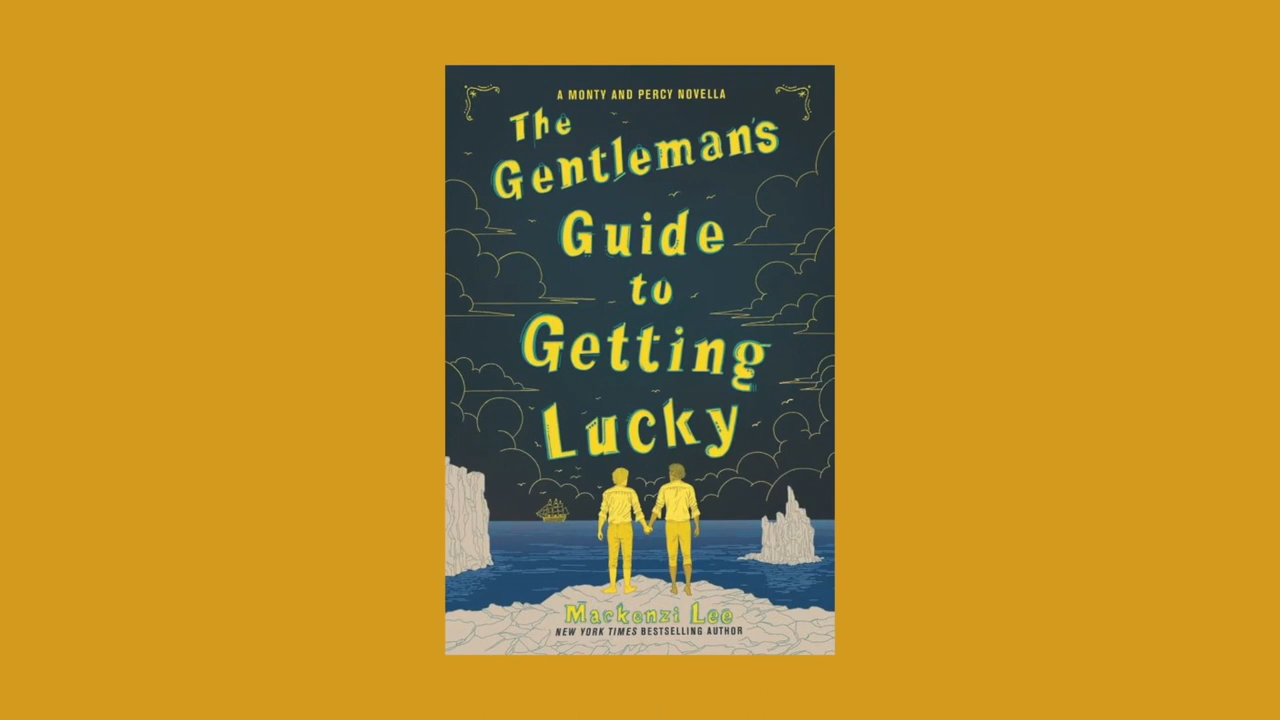 A MONTY AND PERCY NOVELLA
The
Gentleman's
Guide
to
Getting
Lucky
Mackenzi Lee
NEW YORK TIMES BESTSELLING AUTHOR